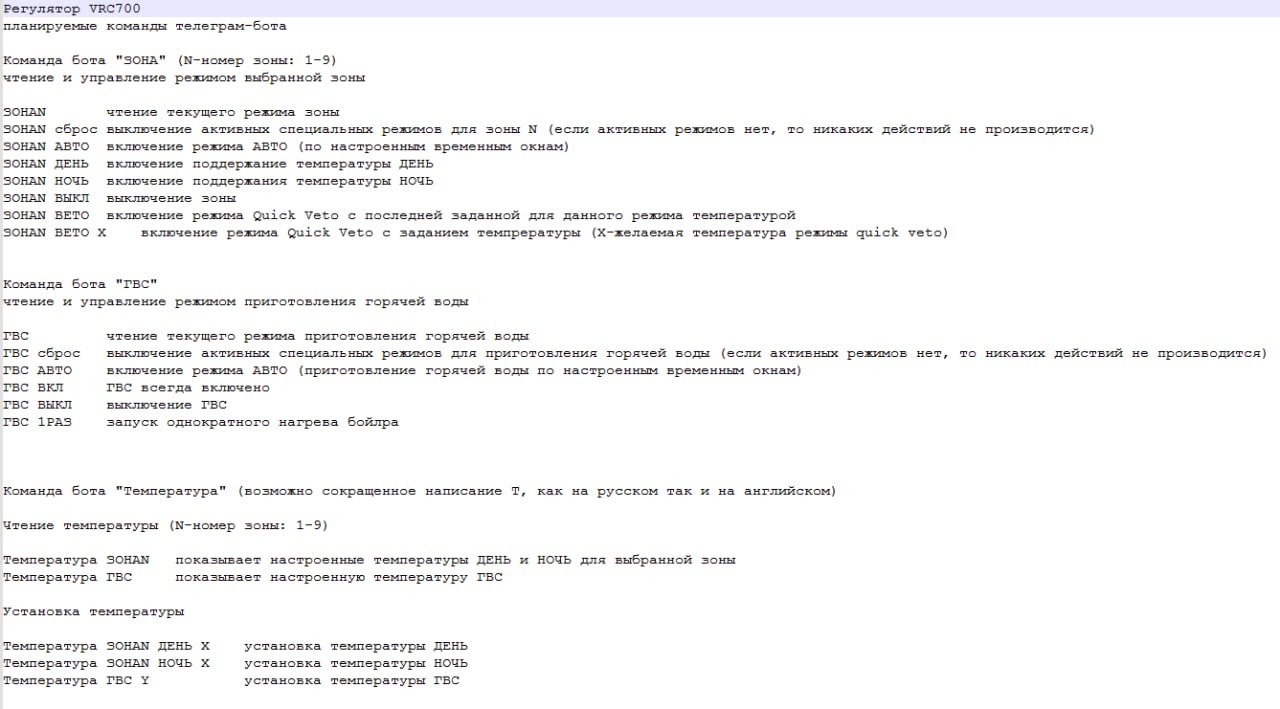 Регулятор VRC700
планируемые команды телеграм-бота
Команда бота "ЗОНА" (N-номер зоны: 1-9)
чтение и управление режимом выбранной зоны
ЗОНАN чтение текущего режима зоны
ЗОНАN сброс выключение активных специальных режимов для зоны N (если активных режимов нет, то никаких действий не производится)
ЗОНАN АВТО включение режима АВТО (по настроенным временным окнам)
ЗОНАN ДЕНЬ включение поддержание температуры ДЕНЬ
ЗОНАN НОЧЬ включение поддержания температуры НОЧЬ
ЗОНАN ВЫКЛ выключение зоны
ЗОНАN ВЕТО включение режима Quick Veto с последней заданной для данного режима температурой
ЗОНАN ВЕТО X включение режима Quick Veto с заданием темпрературы (X-желаемая температура режимы quick veto)
Команда бота "ГВС"
чтение и управление режимом приготовления горячей воды
ГВС чтение текущего режима приготовления горячей воды
ГВС сброс выключение активных специальных режимов для приготовления горячей воды (если активных режимов нет, то никаких действий не производится)
ГВС АВТО включение режима АВТО (приготовление горячей воды по настроенным временным окнам)
ГВС ВКЛ ГВС всегда включено
ГВС ВЫКЛ выключение ГВС
ГВС 1РАЗ запуск однократного нагрева бойлра
Команда бота "Температура" (возможно сокращенное написание Т, как на русском так и на английском)
Чтение температуры (N-номер зоны: 1-9)
Температура ЗОНАN показывает настроенные температуры ДЕНЬ и НОЧЬ для выбранной зоны
Температура ГВС показывает настроенную температуру ГВС
Установка температуры
Температура ЗОНАN ДЕНЬ X установка температуры ДЕНЬ
Температура ЗОНАN НОЧЬ X установка температуры НОЧЬ
Температура ГВС Y установка температуры ГВС